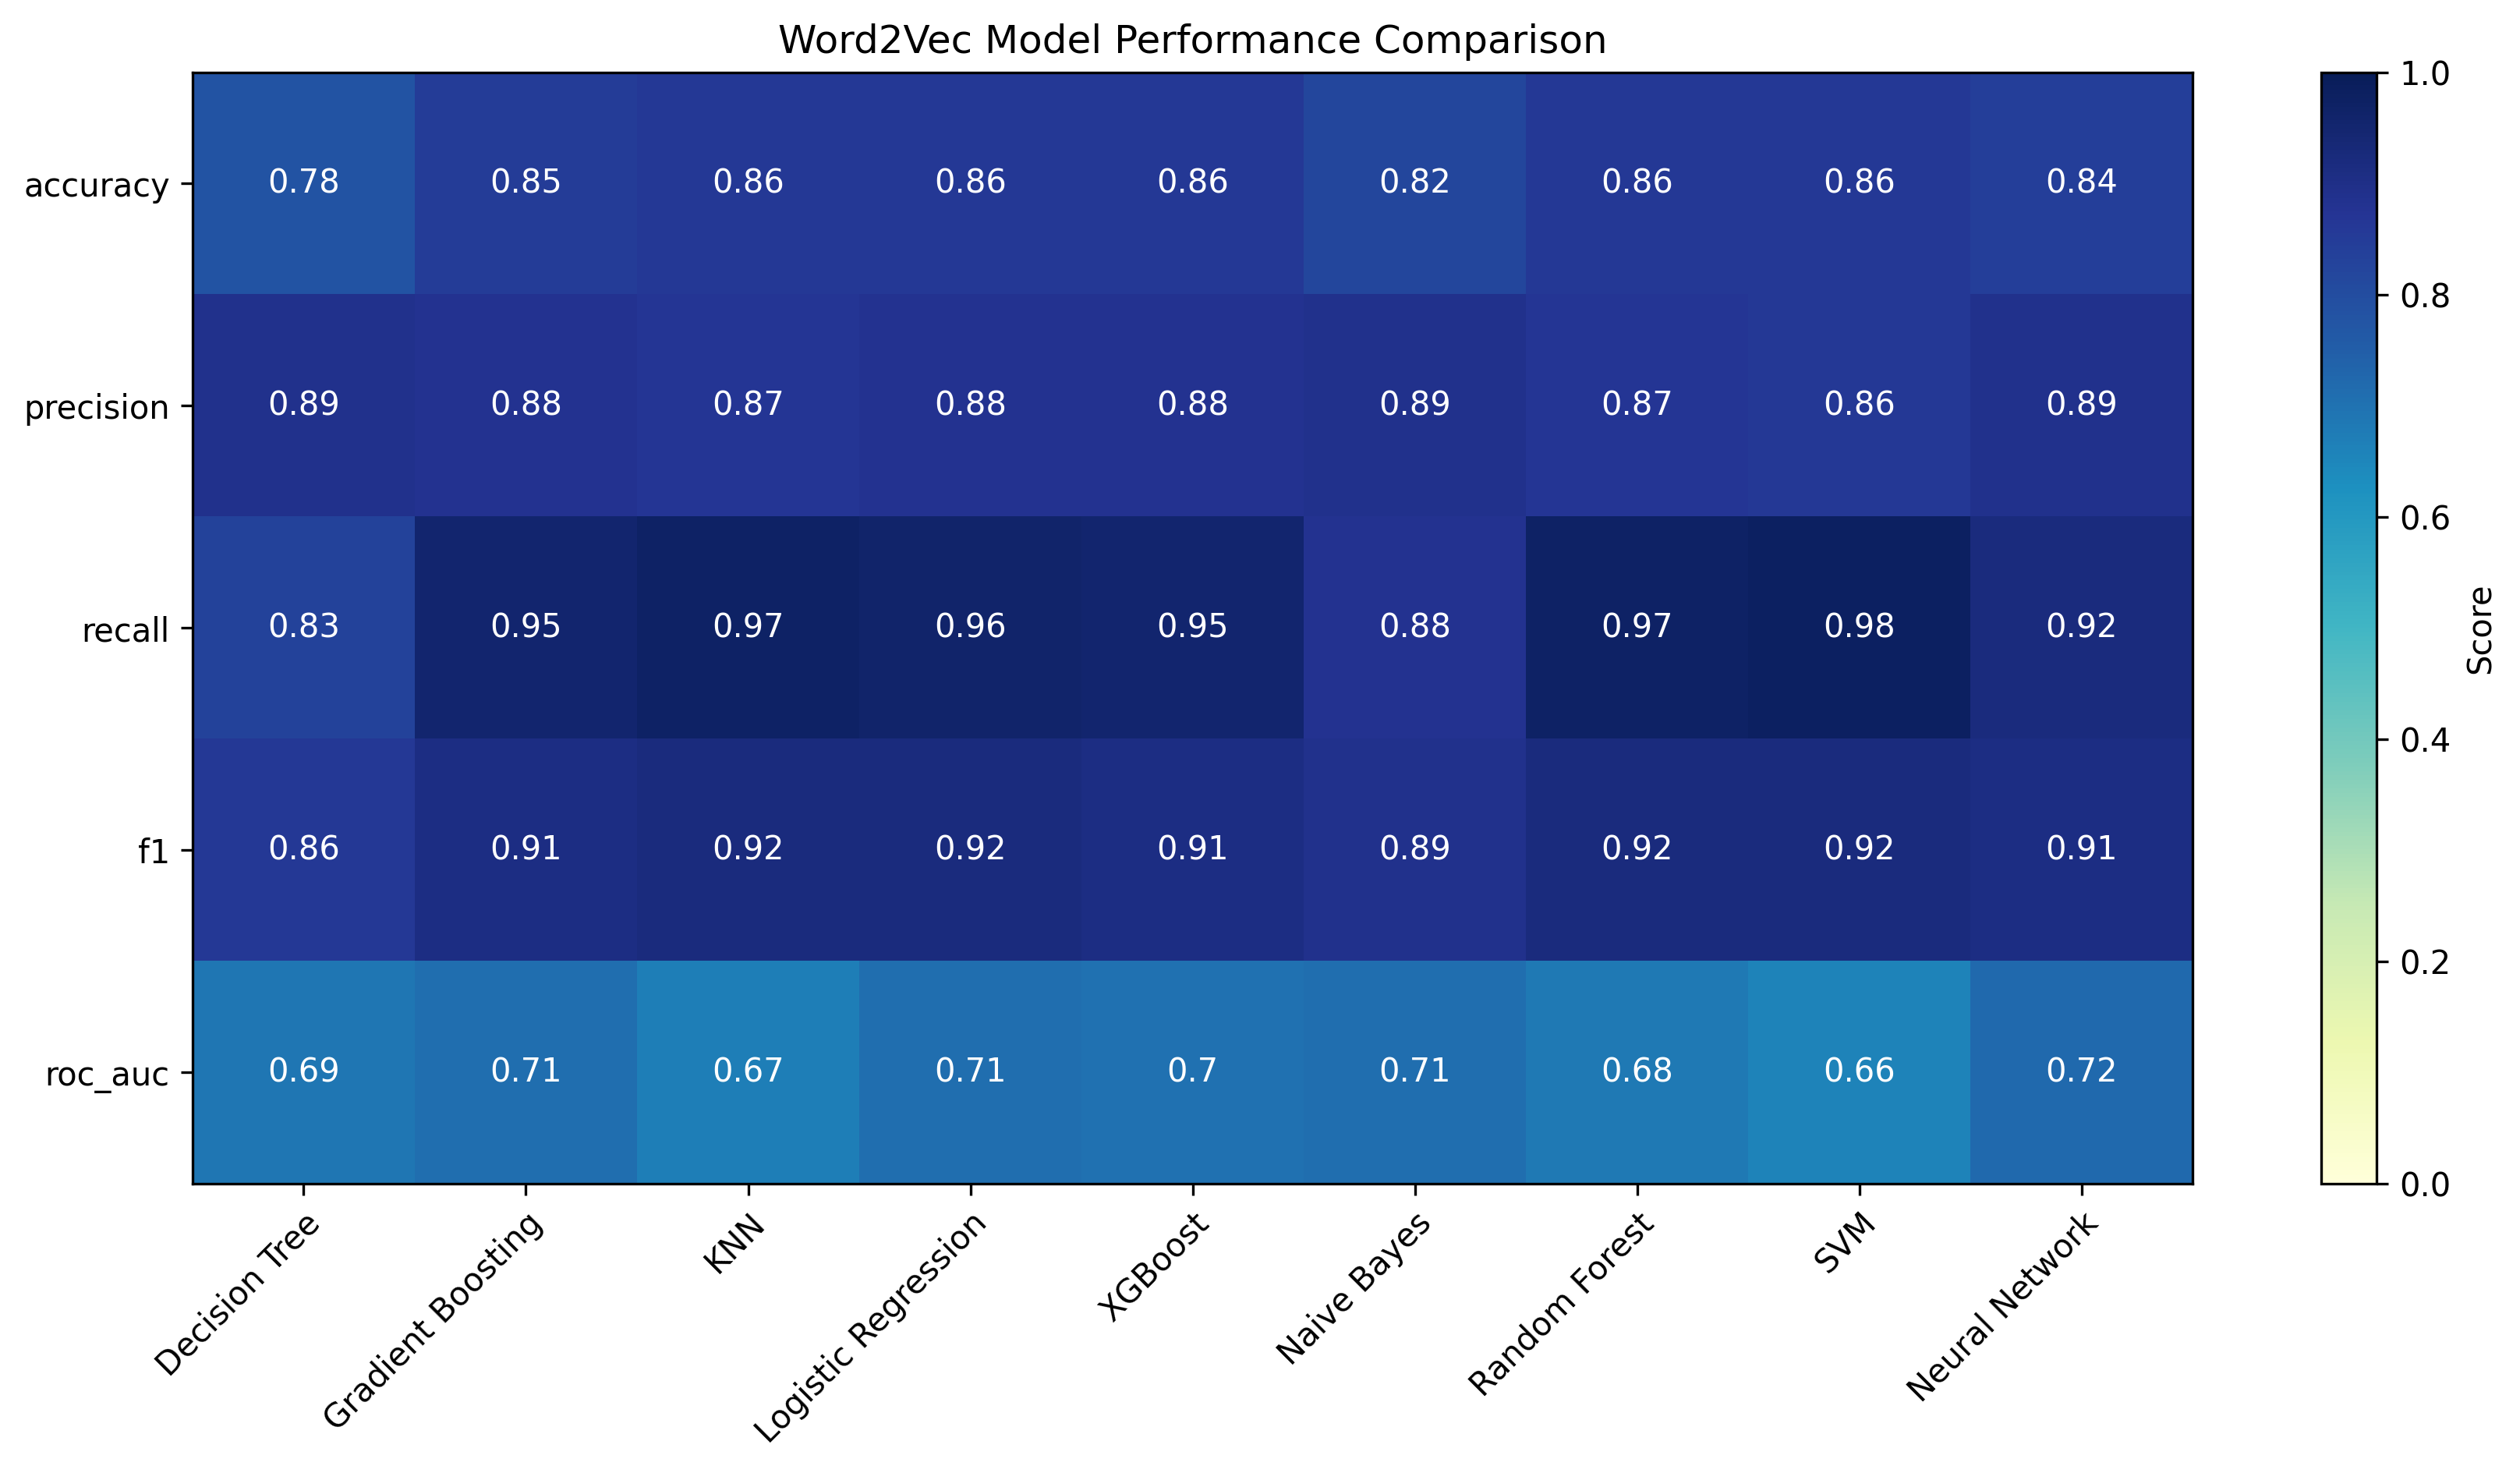 Word2Vec Model Performance Comparison
accuracy 0.78 0.85 0.86 0.86 0.86 0.82 0.86 0.86 0.84
precision 0.89 0.88 0.87 0.88 0.88 0.89 0.87 0.86 0.89
recall 0.83 0.95 0.97 0.96 0.95 0.88 0.97 0.98 0.92
f1 0.86 0.91 0.92 0.92 0.91 0.89 0.92 0.92 0.91
roc_auc 0.69 0.71 0.67 0.71 0.7 0.71 0.68 0.66 0.72
Decision Tree
Gradient Boosting
KNN
Logistic Regression
XGBoost
Naive Bayes
Random Forest
SVM
Neural Network
1.0
0.8
0.6
0.4
0.2
0.0
Score